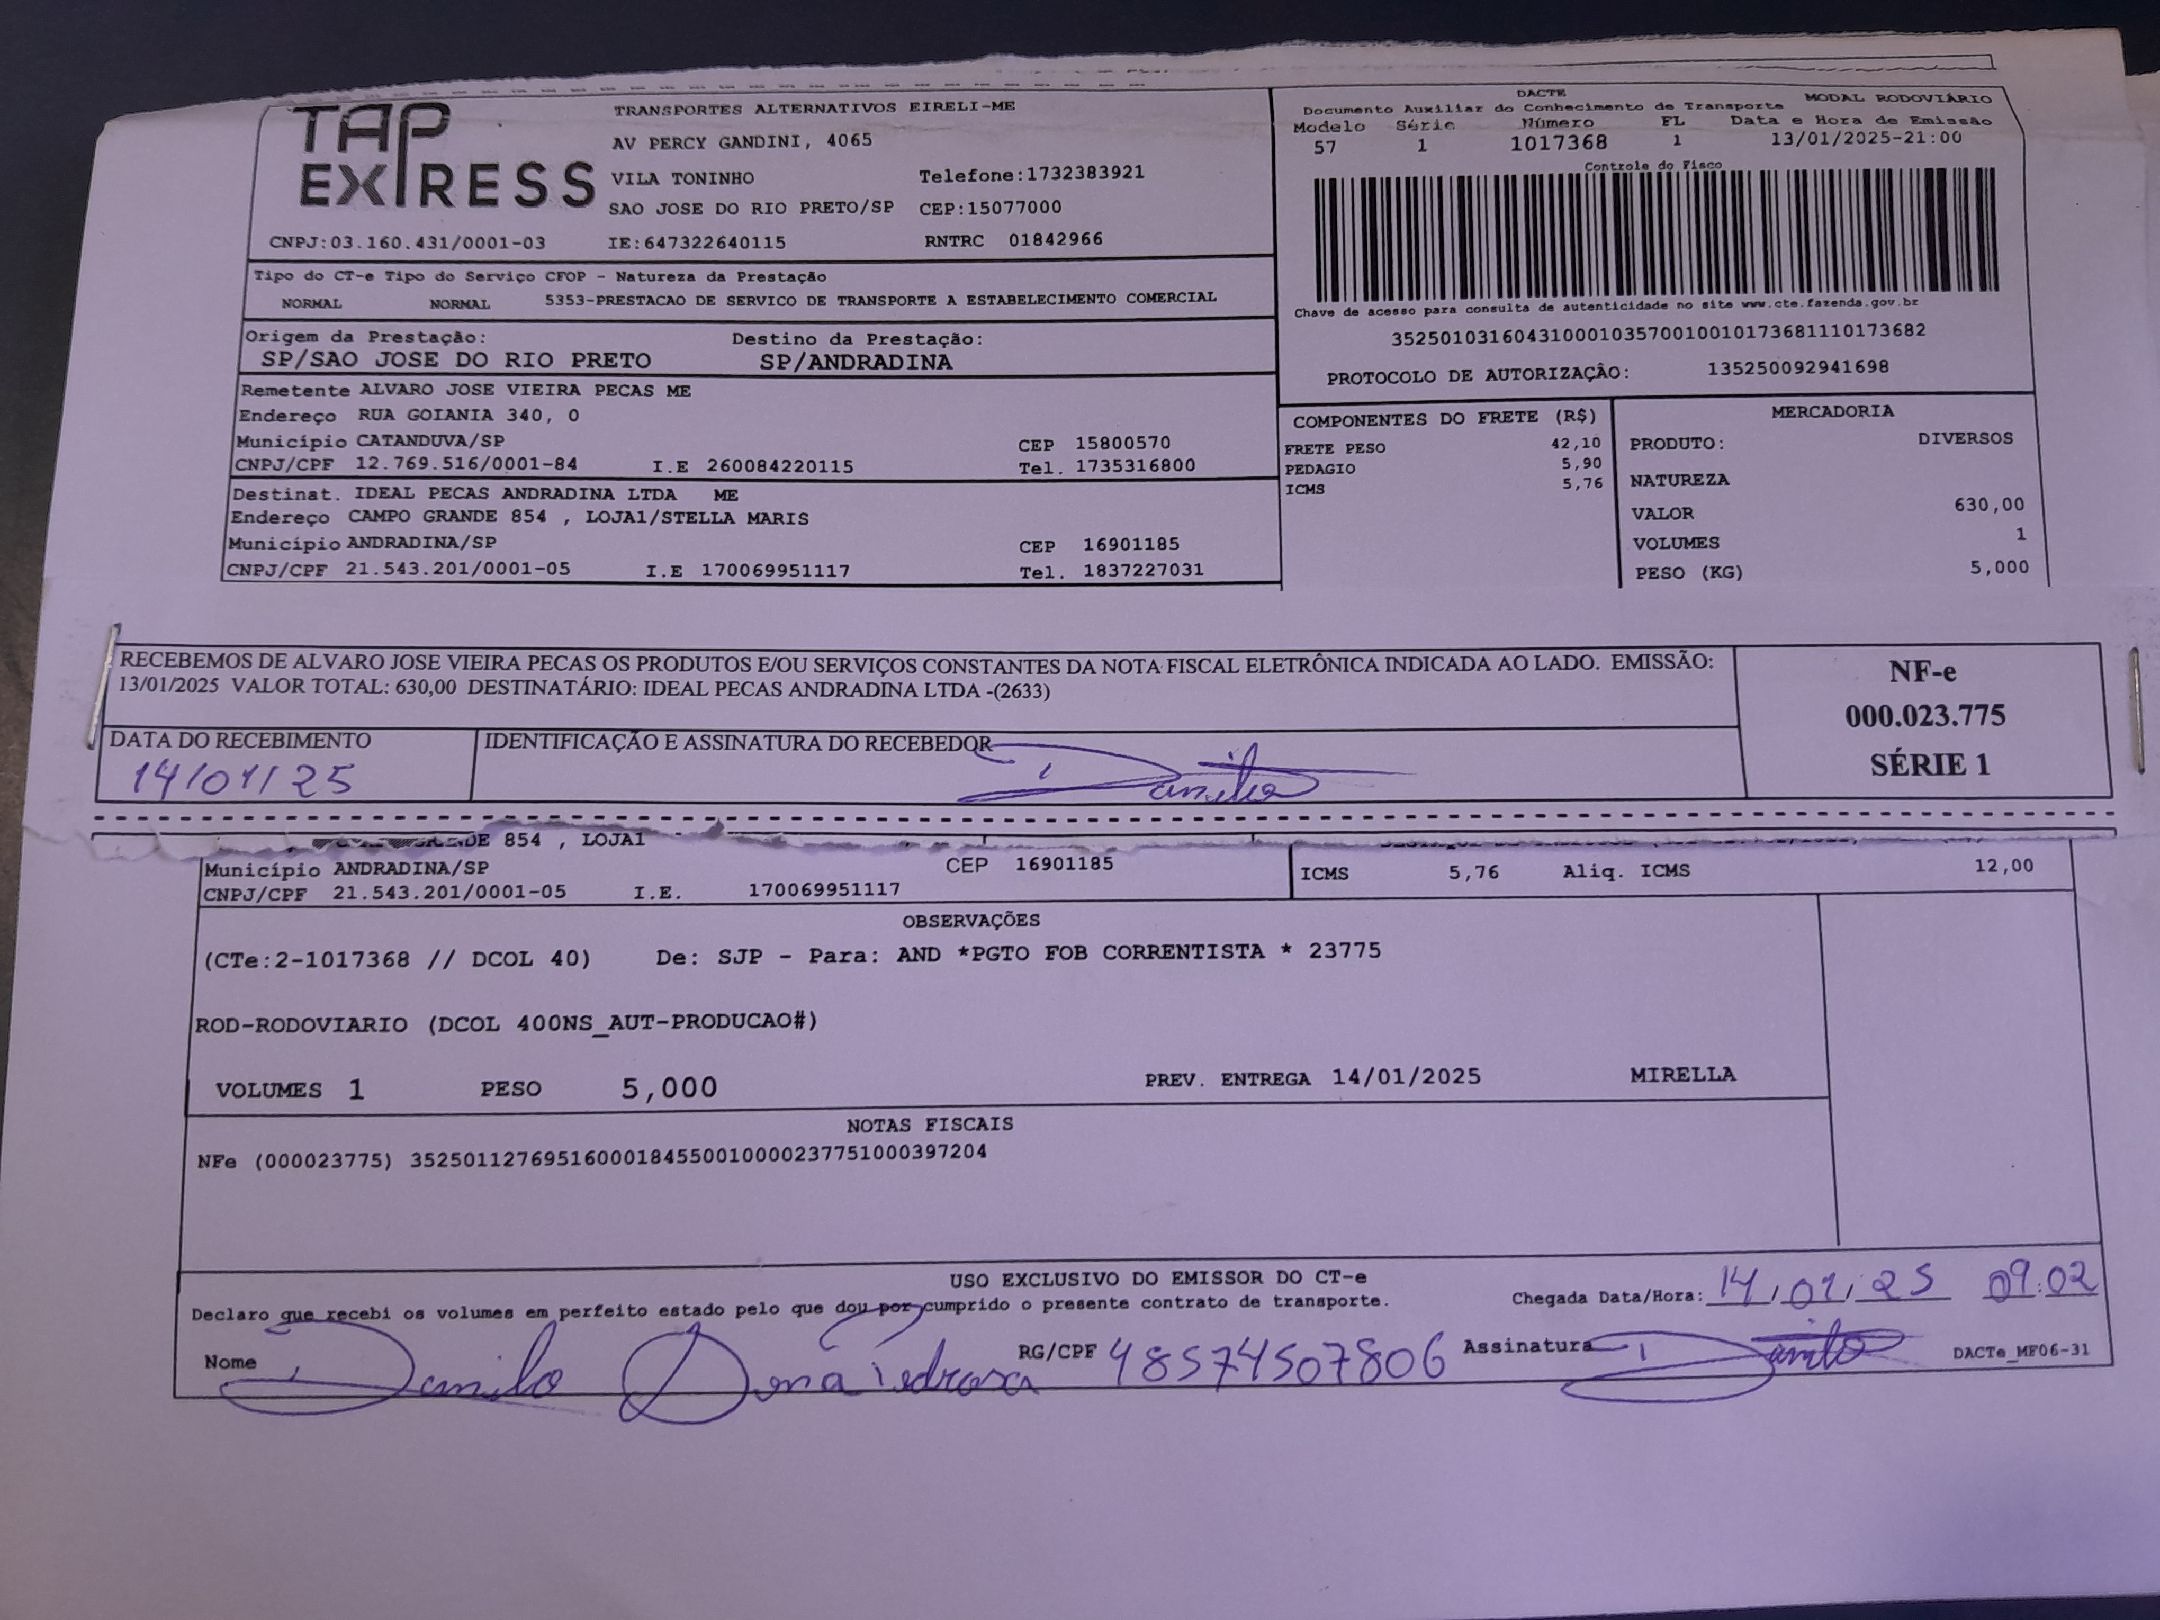 TAP EXPRESS
TRANSPORTES ALTERNATIVOS EIRELI-ME
AV PERCY GANDINI, 4065
VILA TONINHO Telefone:1732383921
SAO JOSE DO RIO PRETO/SP CEP:15077000
CNPJ:03.160.431/0001-03 IE:647322640115 RNTRC 01842966
DACTE
Documento Auxiliar do Conhecimento de Transporte MODAL RODOVIÁRIO
Modelo Série Número FL Data e Hora de Emissão
57 1 1017368 1 13/01/2025-21:00
Controle do Fisco
Chave de acesso para consulta de autenticidade no site www.cte.fazenda.gov.br
35250103160431000103570010010173681110173682
PROTOCOLO DE AUTORIZAÇÃO: 135250092941698
Tipo do CT-e Tipo do Serviço CFOP - Natureza da Prestação
NORMAL NORMAL 5353-PRESTACAO DE SERVICO DE TRANSPORTE A ESTABELECIMENTO COMERCIAL
Origem da Prestação: Destino da Prestação:
SP/SAO JOSE DO RIO PRETO SP/ANDRADINA
Remetente ALVARO JOSE VIEIRA PECAS ME
Endereço RUA GOIANIA 340, 0
Município CATANDUVA/SP CEP 15800570
CNPJ/CPF 12.769.516/0001-84 I.E 260084220115 Tel. 1735316800
Destinat. IDEAL PECAS ANDRADINA LTDA ME
Endereço CAMPO GRANDE 854 , LOJA1/STELLA MARIS
Município ANDRADINA/SP CEP 16901185
CNPJ/CPF 21.543.201/0001-05 I.E 170069951117 Tel. 1837227031
COMPONENTES DO FRETE (R$)
FRETE PESO 42,10
PEDAGIO 5,90
ICMS 5,76
MERCADORIA
PRODUTO: DIVERSOS
NATUREZA
VALOR 630,00
VOLUMES 1
PESO (KG) 5,000
RECEBEMOS DE ALVARO JOSE VIEIRA PECAS OS PRODUTOS E/OU SERVIÇOS CONSTANTES DA NOTA FISCAL ELETRÔNICA INDICADA AO LADO. EMISSÃO:
13/01/2025 VALOR TOTAL: 630,00 DESTINATÁRIO: IDEAL PECAS ANDRADINA LTDA -(2633)
NF-e
000.023.775
SÉRIE 1
DATA DO RECEBIMENTO IDENTIFICAÇÃO E ASSINATURA DO RECEBEDOR
14/01/25 Danilo
854 , LOJA1
Município ANDRADINA/SP CEP 16901185
CNPJ/CPF 21.543.201/0001-05 I.E. 170069951117
ICMS 5,76 Aliq. ICMS 12,00
OBSERVAÇÕES
(CTe:2-1017368 // DCOL 40) De: SJP - Para: AND *PGTO FOB CORRENTISTA * 23775
ROD-RODOVIARIO (DCOL 400NS_AUT-PRODUCAO#)
VOLUMES 1 PESO 5,000 PREV. ENTREGA 14/01/2025 MIRELLA
NOTAS FISCAIS
NFe (000023775) 35250112769516000184550010000237751000397204
USO EXCLUSIVO DO EMISSOR DO CT-e
Declaro que recebi os volumes em perfeito estado pelo que dou por cumprido o presente contrato de transporte.
Chegada Data/Hora: 14/01/25 09:02
Nome Danilo Doná Pedrosa RG/CPF 48574507806 Assinatura Danilo DACTe_MF06-31